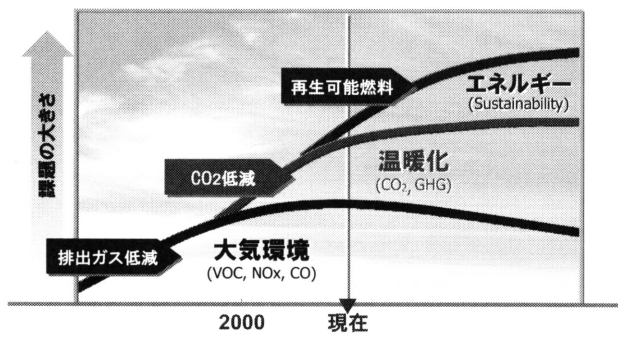 課題の大きさ
再生可能燃料
エネルギー
(Sustainability)
CO2低減
温暖化
(CO₂, GHG)
排出ガス低減
大気環境
(VOC, NOx, CO)
2000
現在